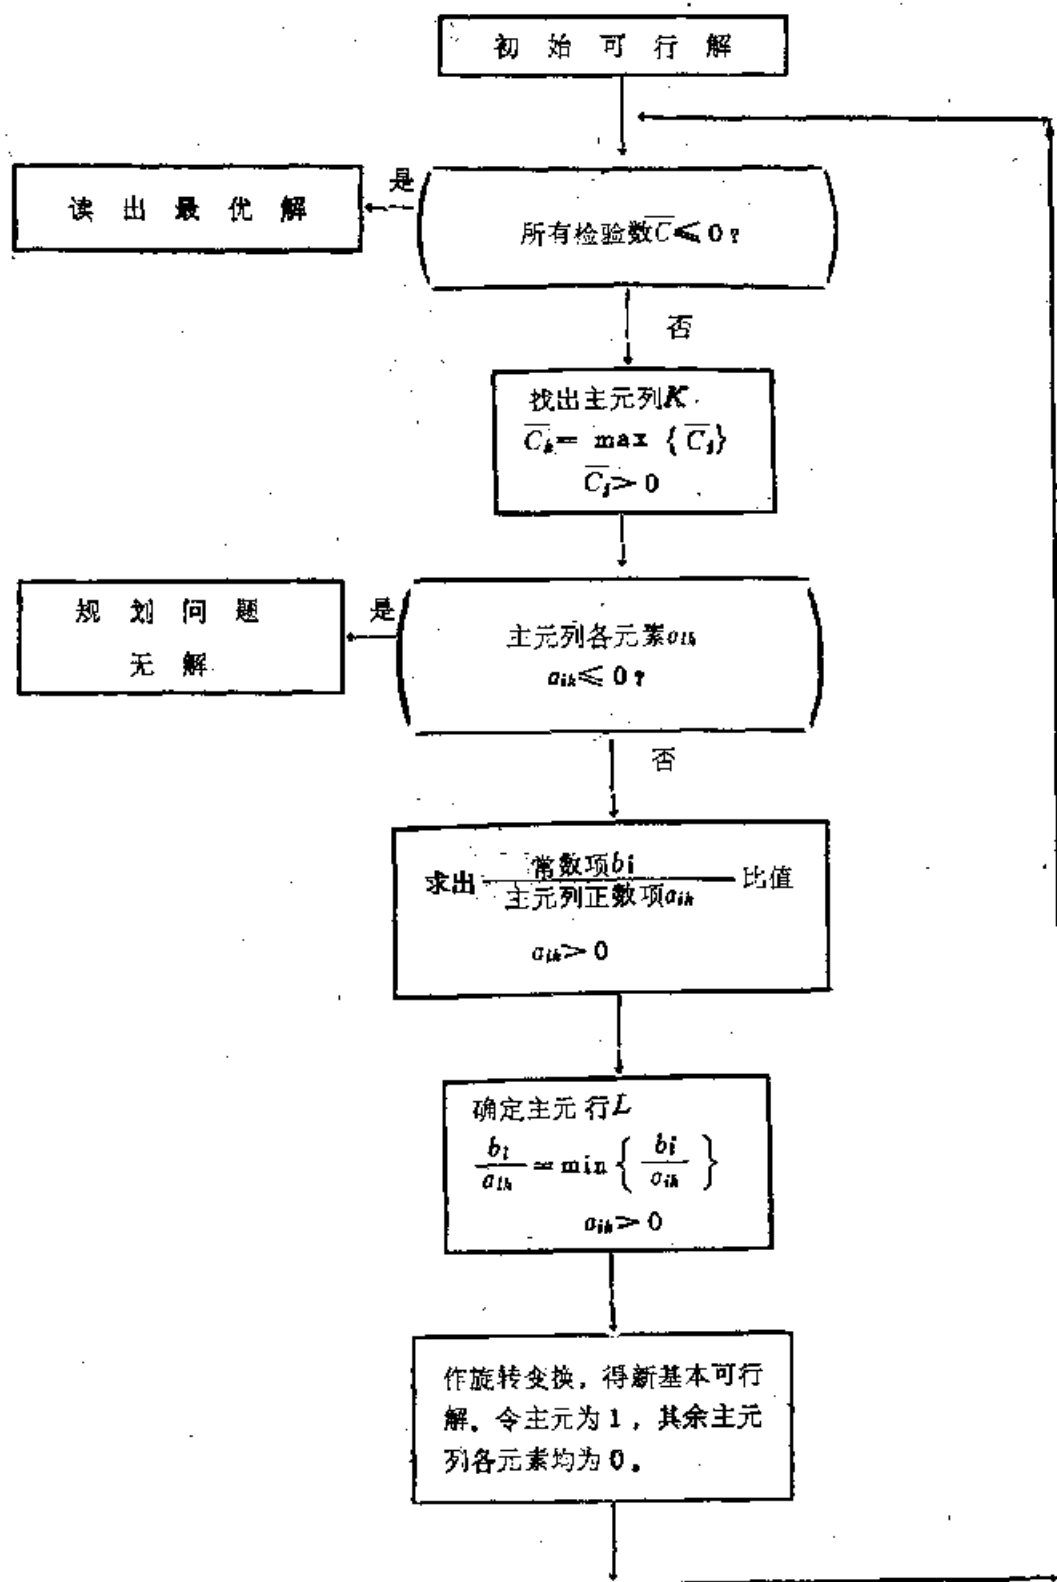 初始可行解
是
读出最优解
所有检验数C̅≤0?
否
找出主元列K
C̅ₖ= max {C̅ⱼ}
C̅ⱼ>0
规划问题
无解
是
主元列各元素aᵢₖ
aᵢₖ≤0?
否
求出 常数项bi / 主元列正数项aᵢₖ 比值
aᵢₖ>0
确定主元行L
bₗ/aₗₖ=min{bi/aᵢₖ}
aᵢₖ>0
作旋转变换，得新基本可行
解。令主元为1，其余主元
列各元素均为0。